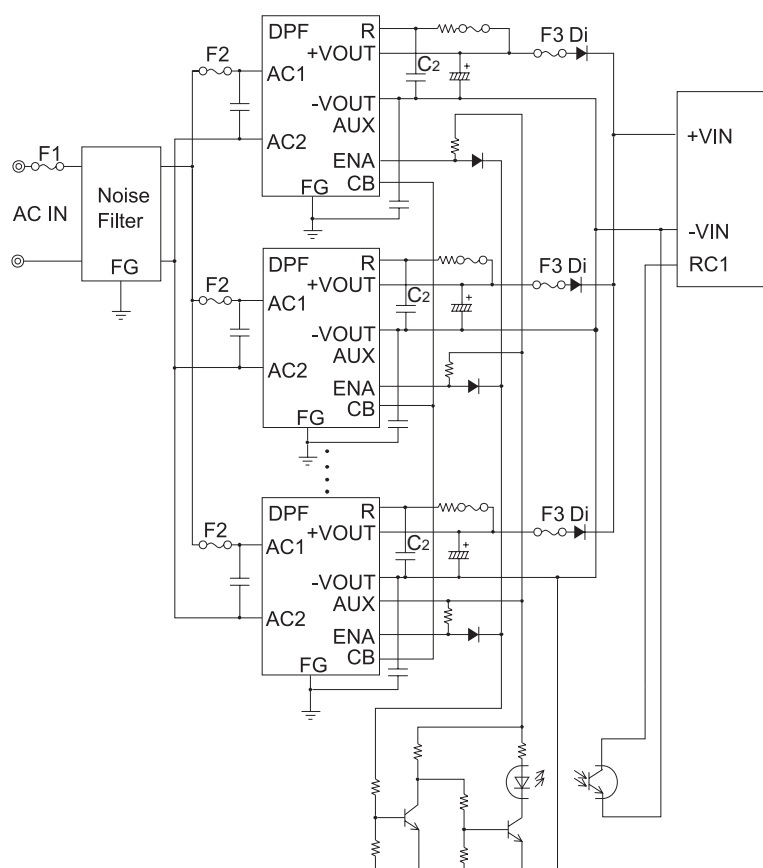 DPF
R
+VOUT
F3 Di
F2
AC1
C2
-VOUT
AUX
+VIN
AC2
ENA
F1
CB
FG
Noise
Filter
AC IN
-VIN
FG
RC1
DPF
R
+VOUT
F3 Di
F2
AC1
C2
-VOUT
AUX
AC2
ENA
CB
FG
DPF
R
+VOUT
F3 Di
F2
AC1
C2
-VOUT
AUX
AC2
ENA
CB
FG